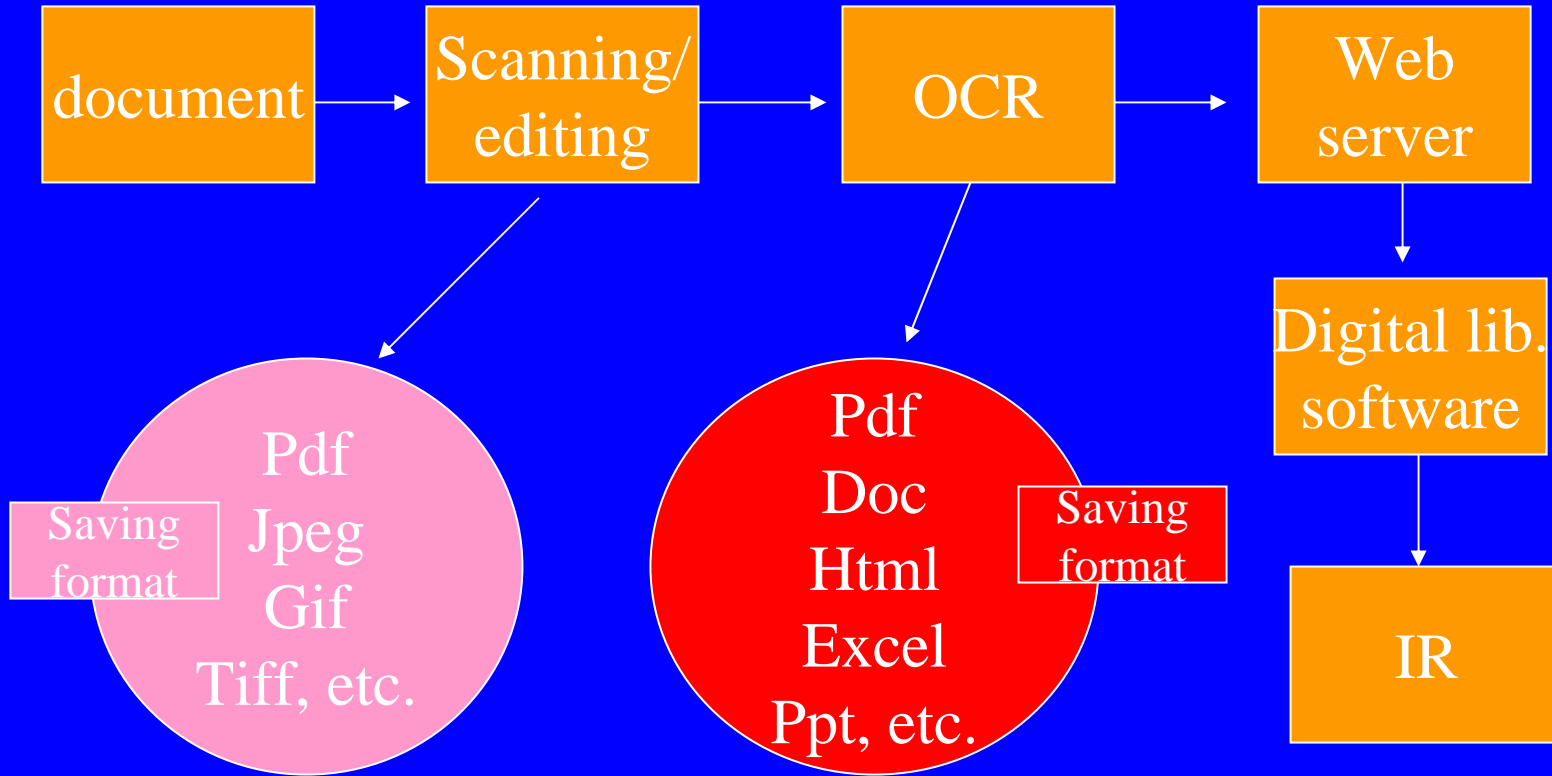 document
Scanning/
editing
OCR
Web
server
Digital lib.
software
IR
Saving
format
Pdf
Jpeg
Gif
Tiff, etc.
Pdf
Doc
Html
Excel
Ppt, etc.
Saving
format